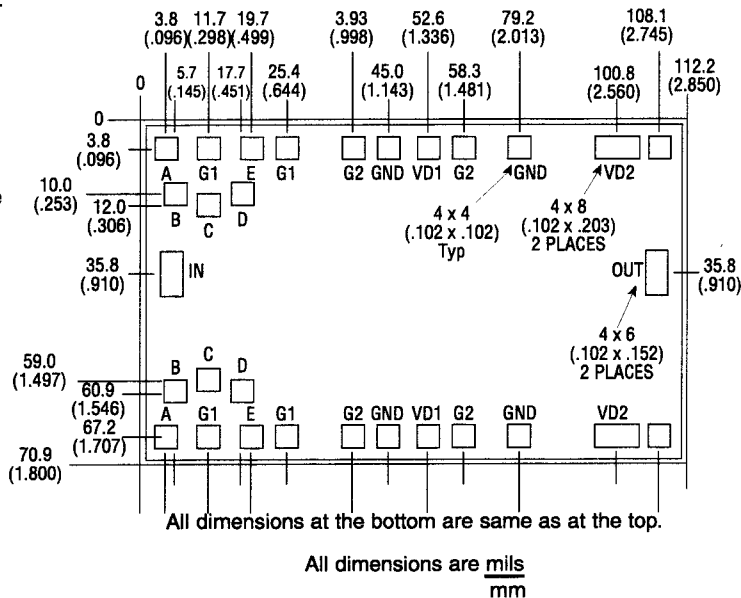 3.8 11.7 19.7 3.93 52.6 79.2 108.1
(.096)(.298)(.499) (.998) (1.336) (2.013) (2.745)
5.7 17.7 25.4 45.0 58.3 100.8 112.2
(.145) (.451) (.644) (1.143) (1.481) (2.560) (2.850)
0
0
3.8
(.096)
A G1 E G1 G2 GND VD1 G2 GND VD2
10.0
(.253)
12.0
(.306)
B C D
4 x 4
(.102 x .102)
Typ
4 x 8
(.102 x .203)
2 PLACES
35.8
(.910)
IN
OUT
35.8
(.910)
4 x 6
(.102 x .152)
2 PLACES
59.0
(1.497)
B C D
60.9
(1.546)
A G1 E G1 G2 GND VD1 G2 GND VD2
67.2
(1.707)
70.9
(1.800)
All dimensions at the bottom are same as at the top.
All dimensions are mils
mm